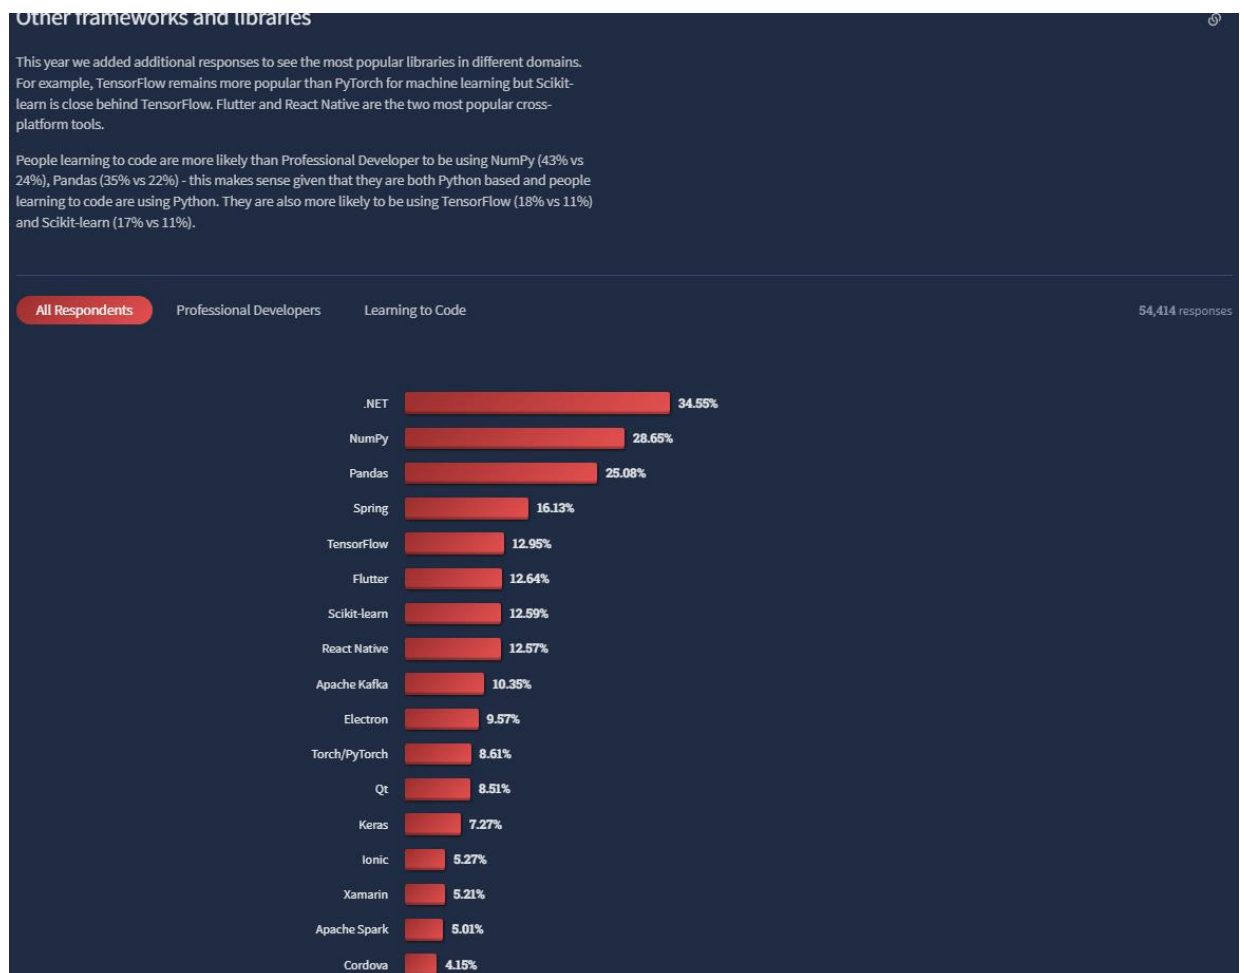 Other frameworks and libraries
This year we added additional responses to see the most popular libraries in different domains.
For example, TensorFlow remains more popular than PyTorch for machine learning but Scikit-
learn is close behind TensorFlow. Flutter and React Native are the two most popular cross-
platform tools.
People learning to code are more likely than Professional Developer to be using NumPy (43% vs
24%), Pandas (35% vs 22%) - this makes sense given that they are both Python based and people
learning to code are using Python. They are also more likely to be using TensorFlow (18% vs 11%)
and Scikit-learn (17% vs 11%).
All Respondents Professional Developers Learning to Code 54,414 responses
.NET 34.55%
NumPy 28.65%
Pandas 25.08%
Spring 16.13%
TensorFlow 12.95%
Flutter 12.64%
Scikit-learn 12.59%
React Native 12.57%
Apache Kafka 10.35%
Electron 9.57%
Torch/PyTorch 8.61%
Qt 8.51%
Keras 7.27%
Ionic 5.27%
Xamarin 5.21%
Apache Spark 5.01%
Cordova 4.15%